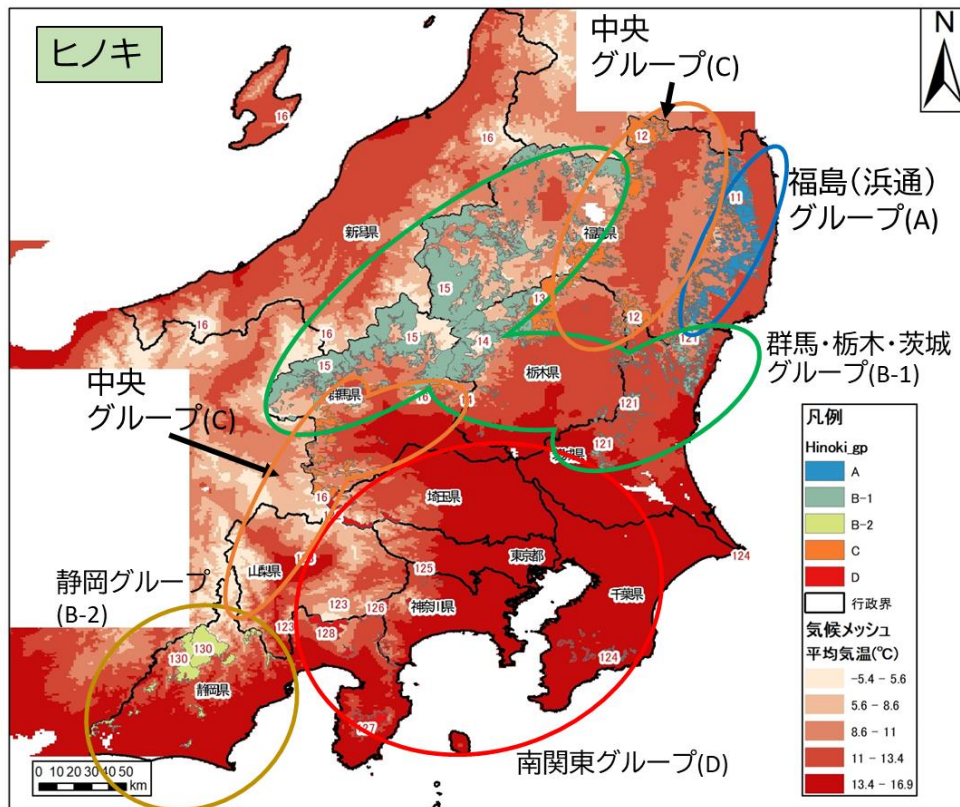 ヒノキ
中央
グループ(C)
N
福島（浜通）
グループ(A)
16
12
16
11
新潟県
福島県
15
13
16
16
15
14
12
121
15
群馬・栃木・茨城
グループ(B-1)
中央
グループ(C)
群馬県
栃木県
16
121
121
16
埼玉県
静岡グループ
(B-2)
山梨県
東京都
125
124
神奈川県
千葉県
123
126
123
128
130
130
静岡県
124
南関東グループ(D)
0 10 20 30 40 50
km
凡例
Hinoki_gp
A
B-1
B-2
C
D
行政界
気候メッシュ
平均気温(℃)
-5.4 - 5.6
5.6 - 8.6
8.6 - 11
11 - 13.4
13.4 - 16.9